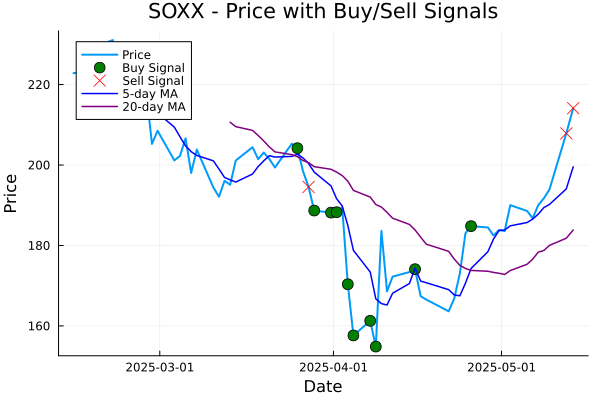 SOXX - Price with Buy/Sell Signals
Price
Buy Signal
Sell Signal
5-day MA
20-day MA
220
200
180
160
Price
2025-03-01
2025-04-01
2025-05-01
Date